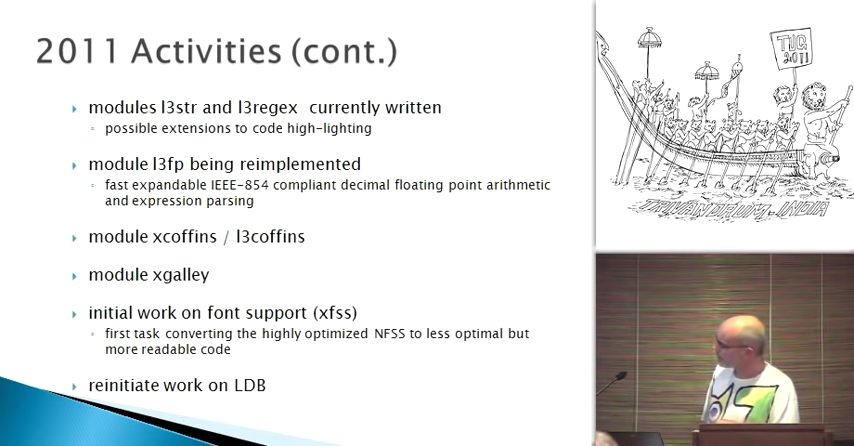 2011 Activities (cont.)
modules l3str and l3regex currently written
possible extensions to code high-lighting
module l3fp being reimplemented
fast expandable IEEE-854 compliant decimal floating point arithmetic
and expression parsing
module xcoffins / l3coffins
module xgalley
initial work on font support (xfss)
first task converting the highly optimized NFSS to less optimal but
more readable code
reinitiate work on LDB
TUG
2011
TRIVANDRUM-INDIA